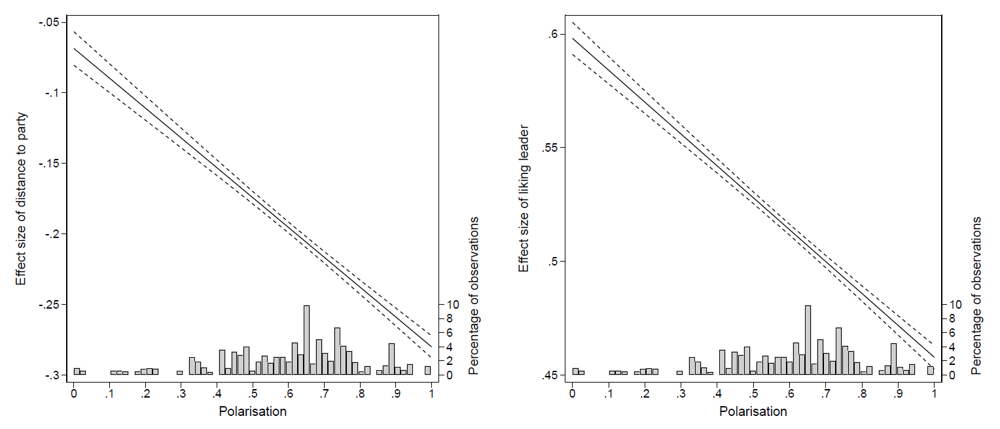 Effect size of distance to party
-.05
-.1
-.15
-.2
-.25
-.3
0 .1 .2 .3 .4 .5 .6 .7 .8 .9 1
Polarisation
10
8
6
4
2
0
Percentage of observations
Effect size of liking leader
.6
.55
.5
.45
0 .1 .2 .3 .4 .5 .6 .7 .8 .9 1
Polarisation
10
8
6
4
2
0
Percentage of observations